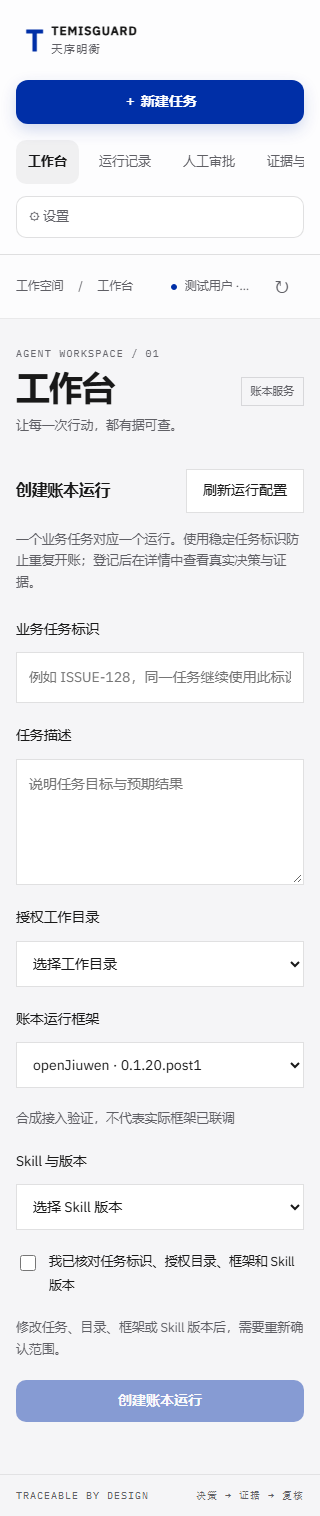 T TEMISGUARD
天序明衡
+ 新建任务
工作台 运行记录 人工审批 证据与
⚙ 设置
工作空间 / 工作台 测试用户 ·... ↻
AGENT WORKSPACE / 01
工作台
账本服务
让每一次行动，都有据可查。
创建账本运行
刷新运行配置
一个业务任务对应一个运行。使用稳定任务标识防
止重复开账；登记后在详情中查看真实决策与证
据。
业务任务标识
例如 ISSUE-128，同一任务继续使用此标识
任务描述
说明任务目标与预期结果
授权工作目录
选择工作目录
账本运行框架
openJiuwen · 0.1.20.post1
合成接入验证，不代表实际框架已联调
Skill 与版本
选择 Skill 版本
我已核对任务标识、授权目录、框架和 Skill
版本
修改任务、目录、框架或 Skill 版本后，需要重新确
认范围。
创建账本运行
TRACEABLE BY DESIGN 决策 → 证据 → 复核